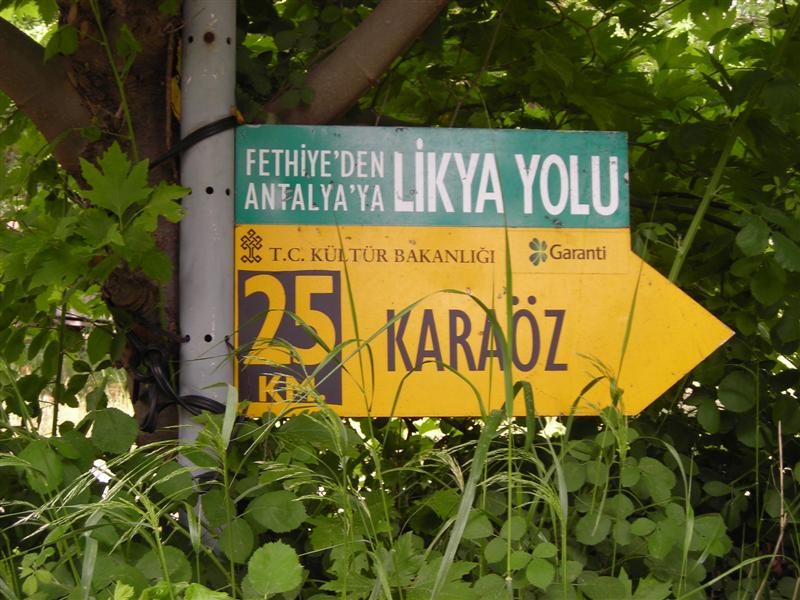 FETHİYE'DEN
ANTALYA'YA
LİKYA YOLU
T.C. KÜLTÜR BAKANLIĞI
Garanti
25
KM.
KARAÖZ